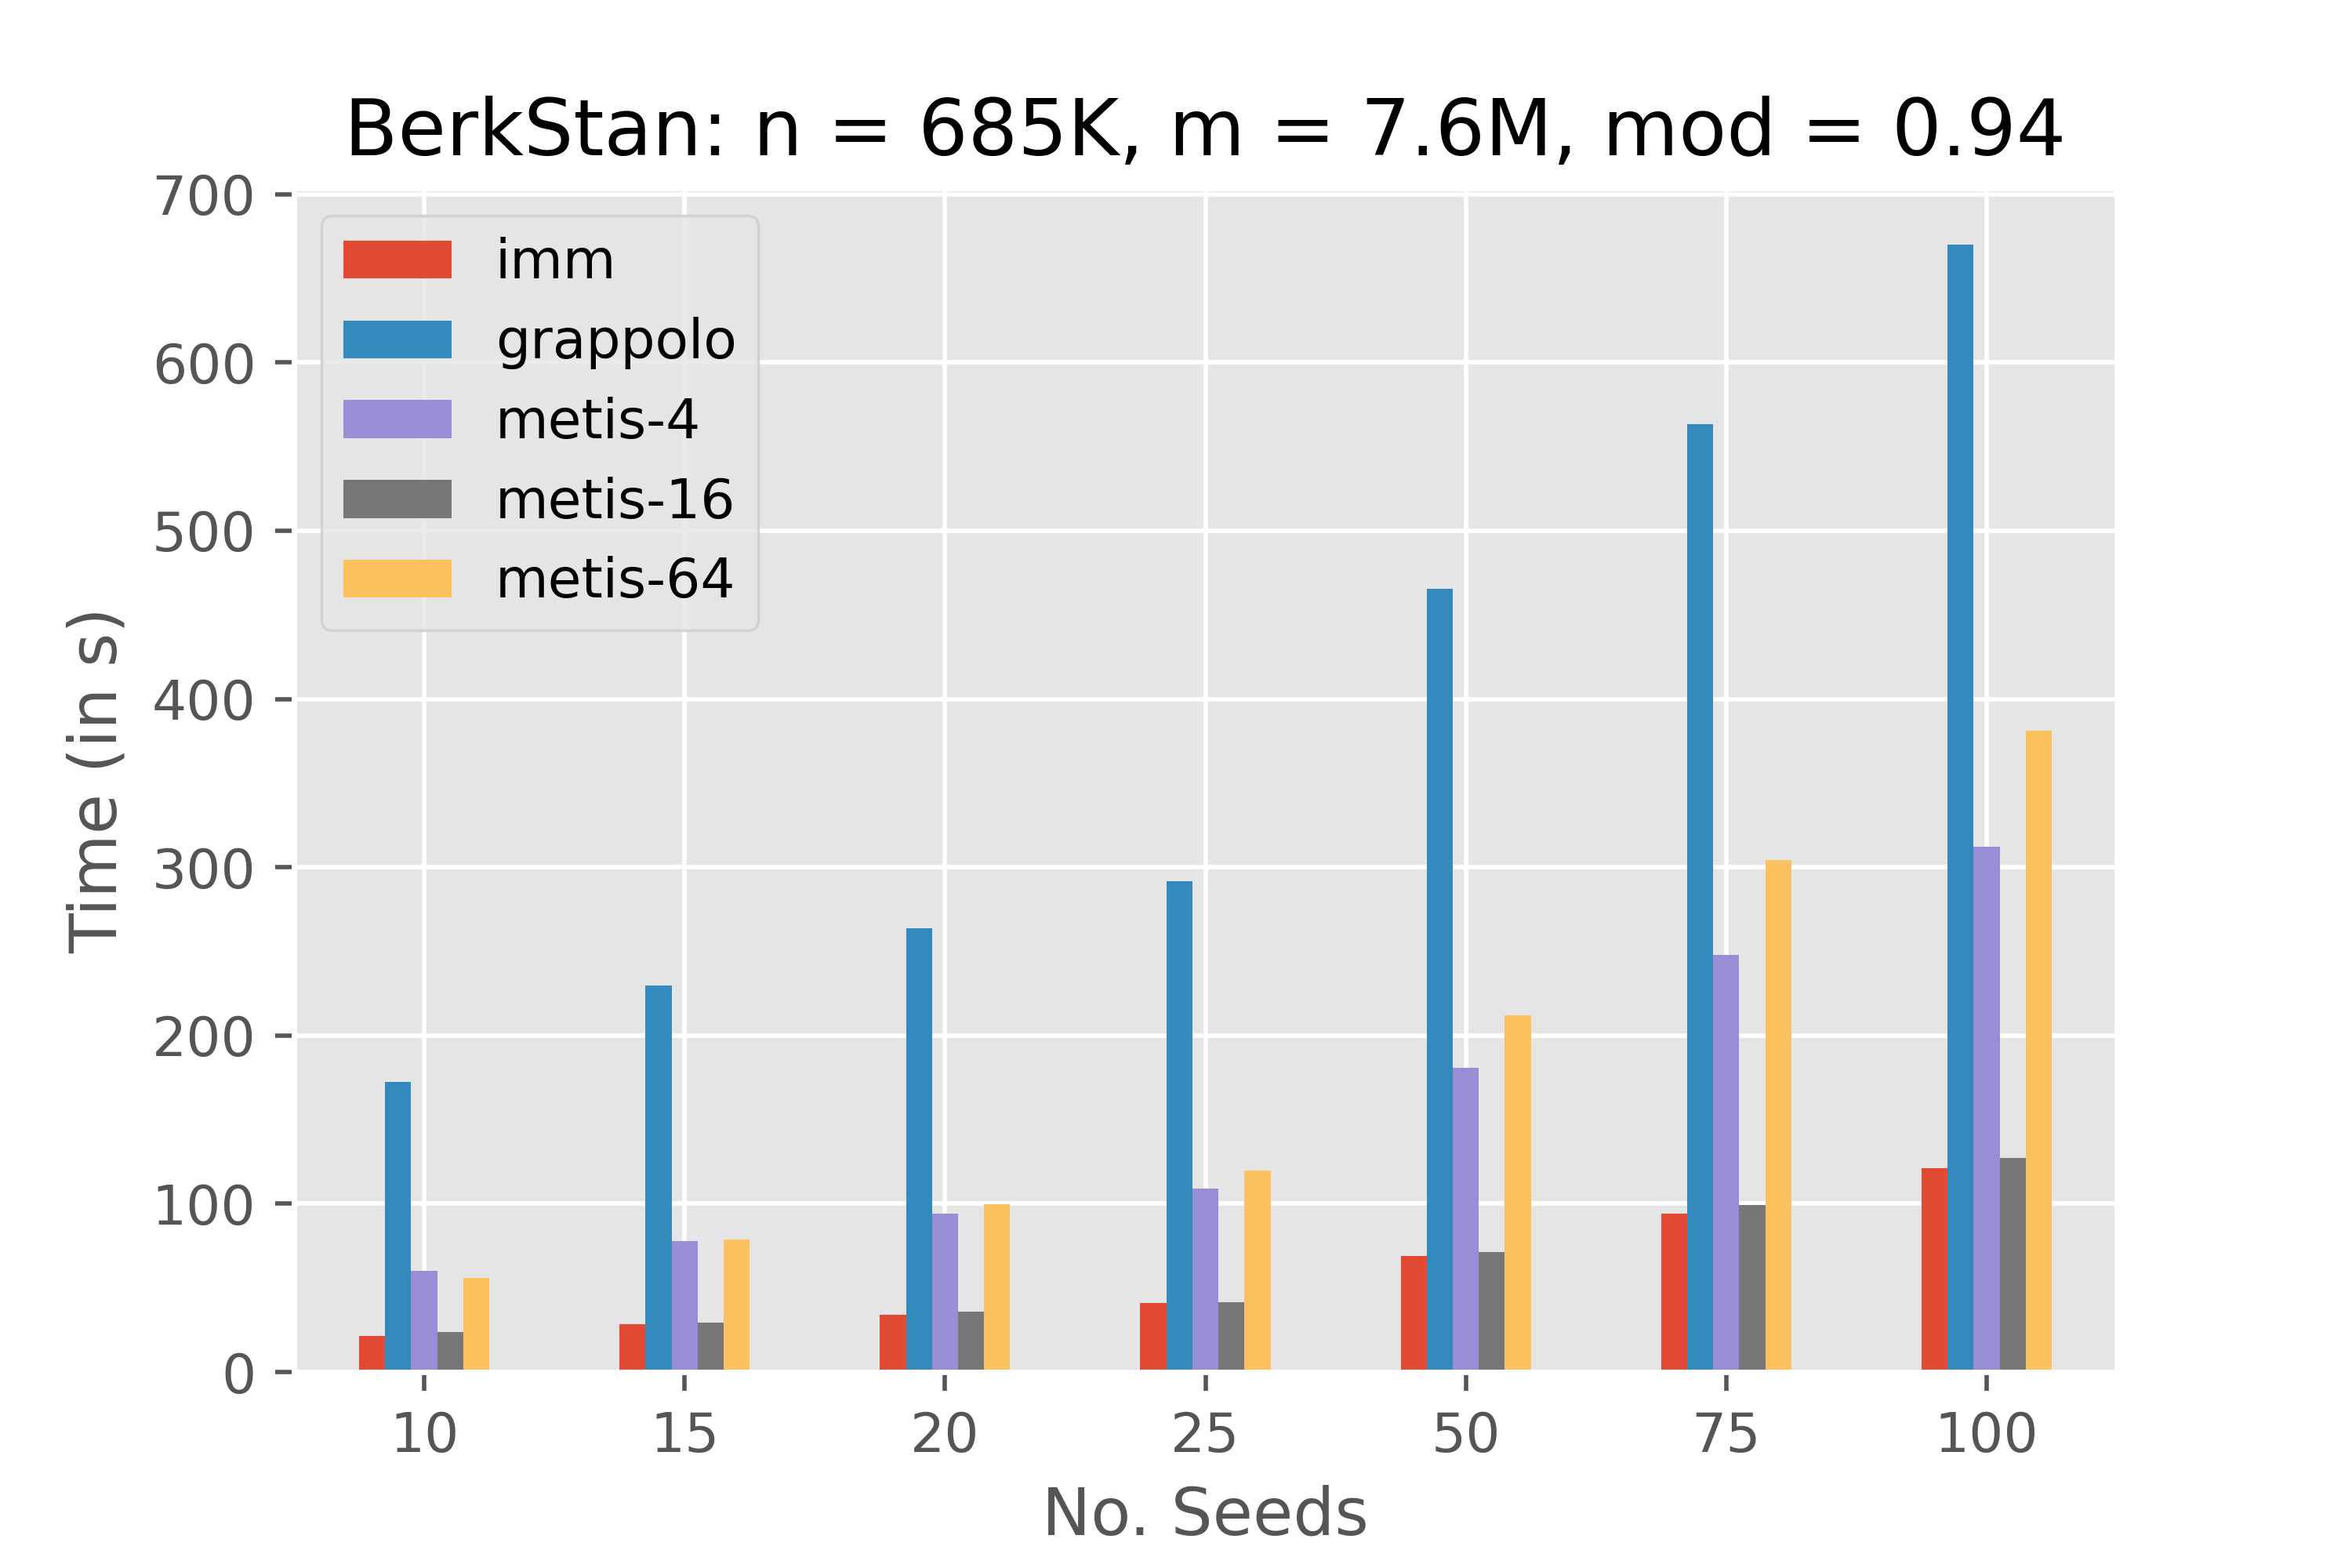 BerkStan: n = 685K, m = 7.6M, mod = 0.94
700
600
500
400
300
200
100
0
Time (in s)
imm
grappolo
metis-4
metis-16
metis-64
10 15 20 25 50 75 100
No. Seeds